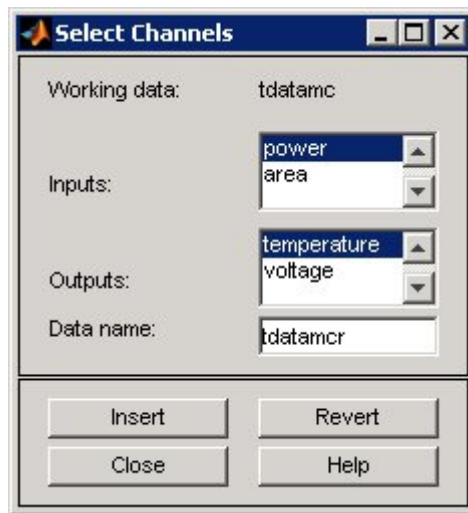 Select Channels
Working data: tdatamc
Inputs:
power
area
Outputs:
temperature
voltage
Data name: tdatamcr
Insert Revert
Close Help